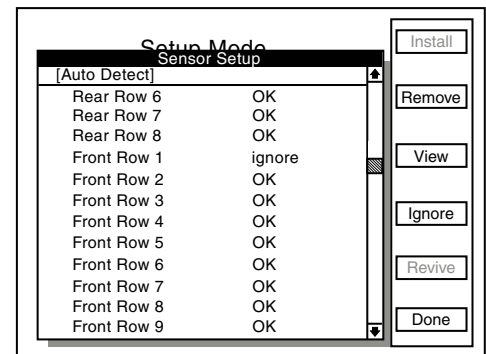 Setup Mode
Sensor Setup
[Auto Detect]
Rear Row 6 OK
Rear Row 7 OK
Rear Row 8 OK
Front Row 1 ignore
Front Row 2 OK
Front Row 3 OK
Front Row 4 OK
Front Row 5 OK
Front Row 6 OK
Front Row 7 OK
Front Row 8 OK
Front Row 9 OK
Install
Remove
View
Ignore
Revive
Done